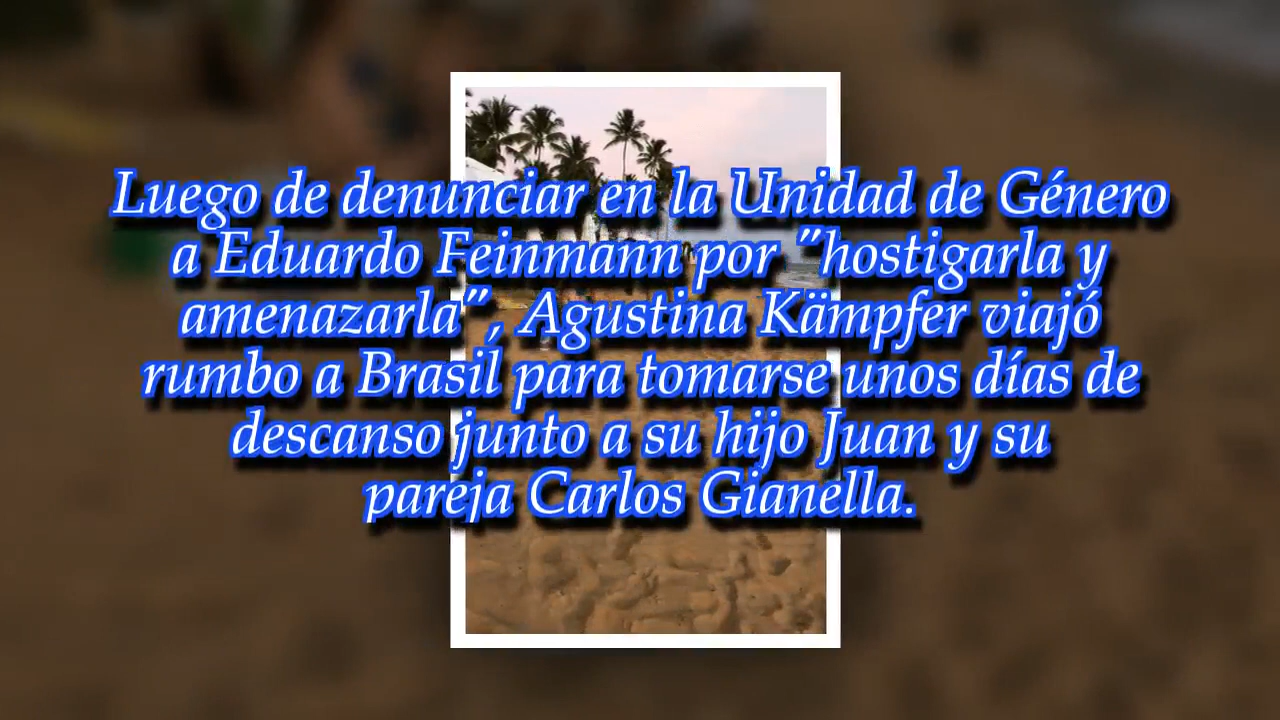 Luego de denunciar en la Unidad de Género
a Eduardo Feinmann por "hostigarla y
amenazarla", Agustina Kämpfer viajó
rumbo a Brasil para tomarse unos días de
descanso junto a su hijo Juan y su
pareja Carlos Gianella.